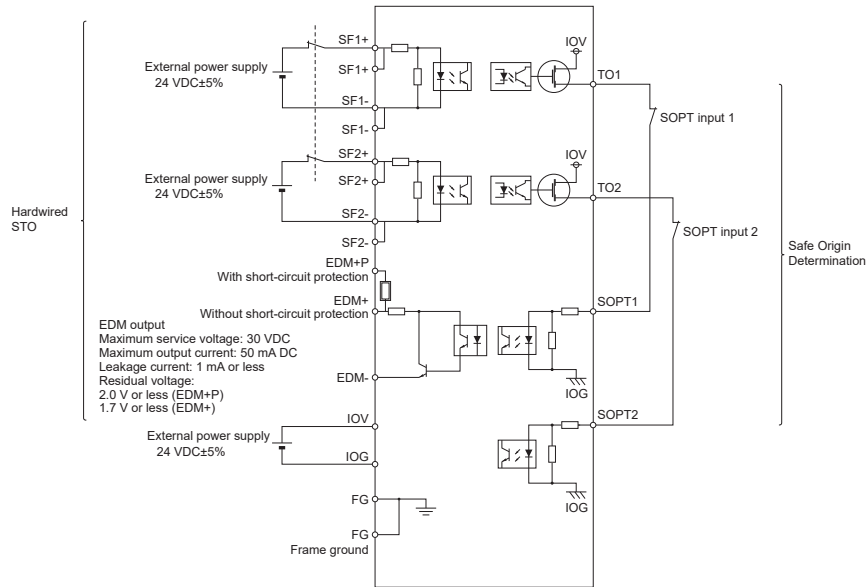 SF1+
External power supply
24 VDC±5%
SF1+
SF1-
SF1-
SF2+
External power supply
24 VDC±5%
SF2+
SF2-
SF2-
Hardwired
STO
EDM+P
With short-circuit protection
EDM+
Without short-circuit protection
EDM output
Maximum service voltage: 30 VDC
Maximum output current: 50 mA DC
Leakage current: 1 mA or less
Residual voltage:
2.0 V or less (EDM+P)
1.7 V or less (EDM+)
EDM-
IOV
External power supply
24 VDC±5%
IOG
FG
FG
Frame ground
IOV
TO1
SOPT input 1
IOV
TO2
SOPT input 2
Safe Origin
Determination
SOPT1
IOG
SOPT2
IOG